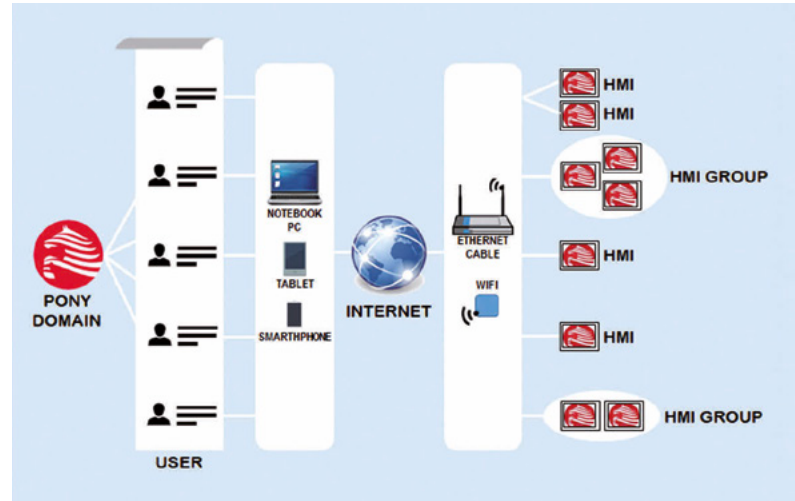 PONY
DOMAIN
USER
NOTEBOOK
PC
TABLET
SMARTHPHONE
INTERNET
ETHERNET
CABLE
WIFI
HMI
HMI
HMI GROUP
HMI
HMI
HMI GROUP